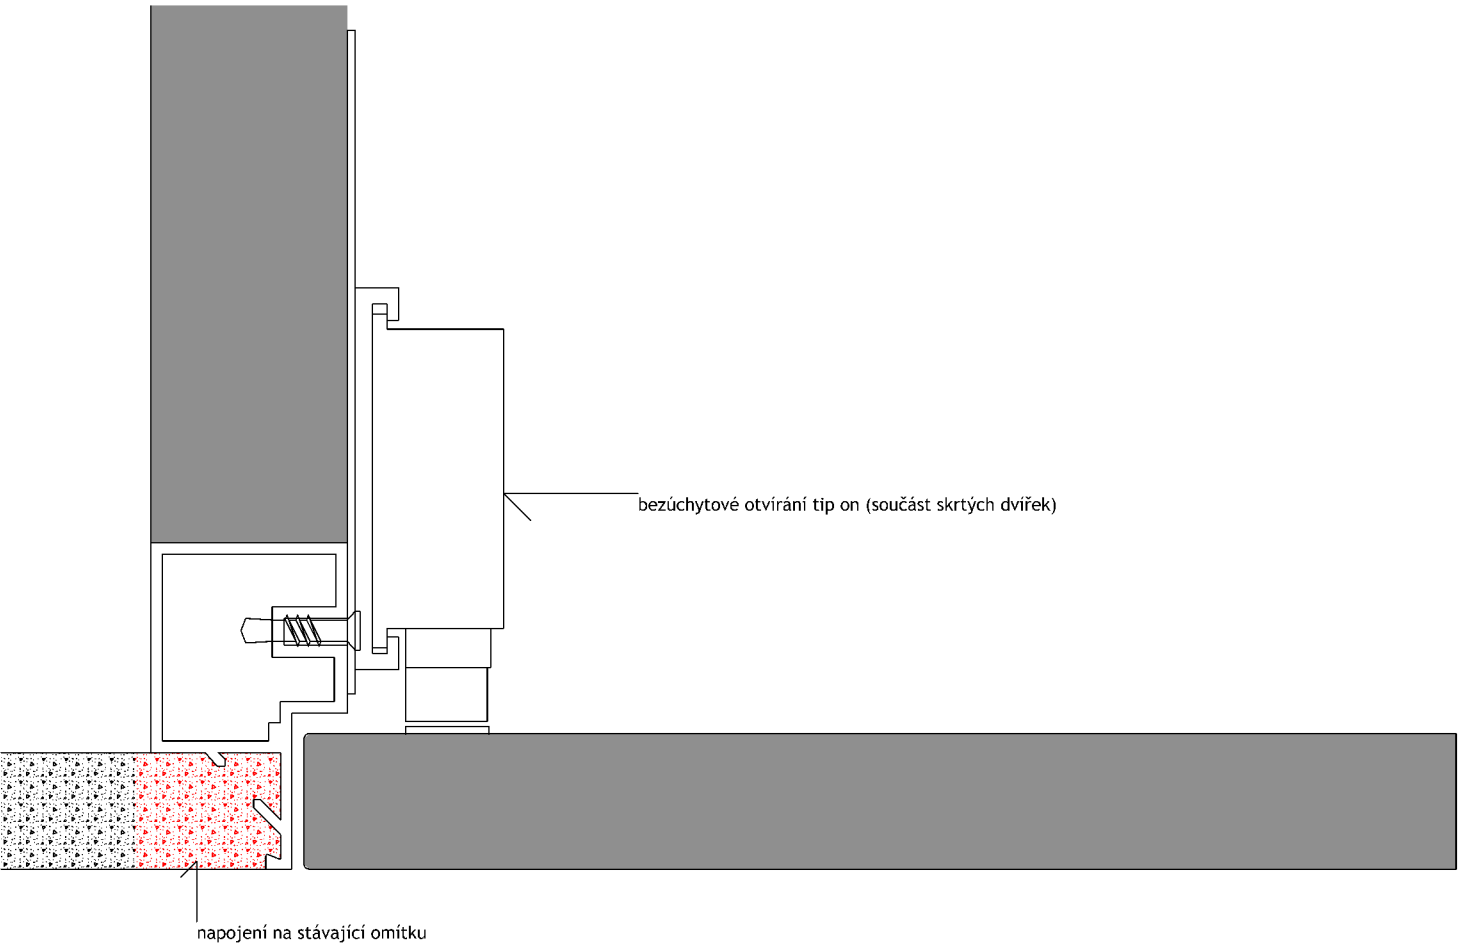 bezúchytové otvírání tip on (součást skrtých dvířek)
napojení na stávající omítku